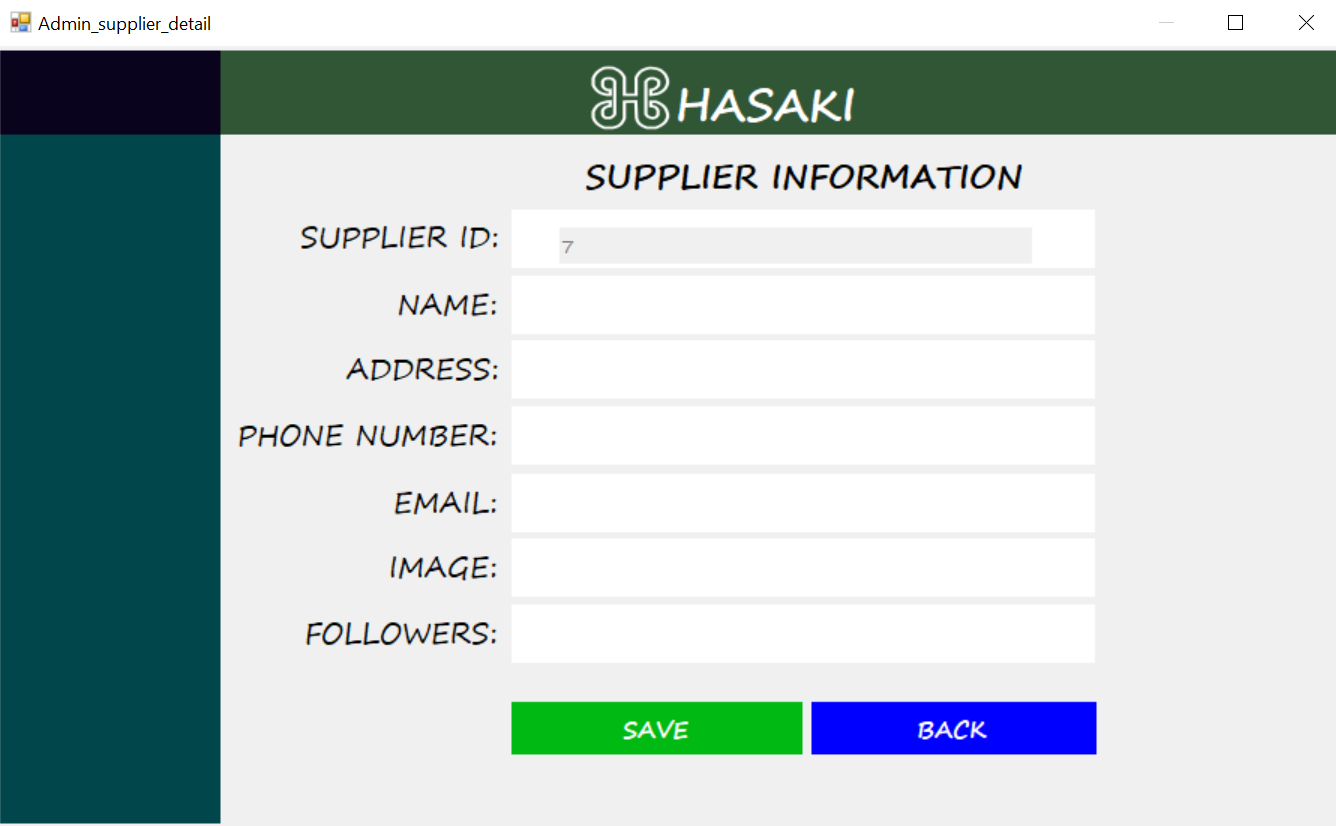 Admin_supplier_detail
HASAKI
SUPPLIER INFORMATION
SUPPLIER ID: 7
NAME:
ADDRESS:
PHONE NUMBER:
EMAIL:
IMAGE:
FOLLOWERS:
SAVE BACK